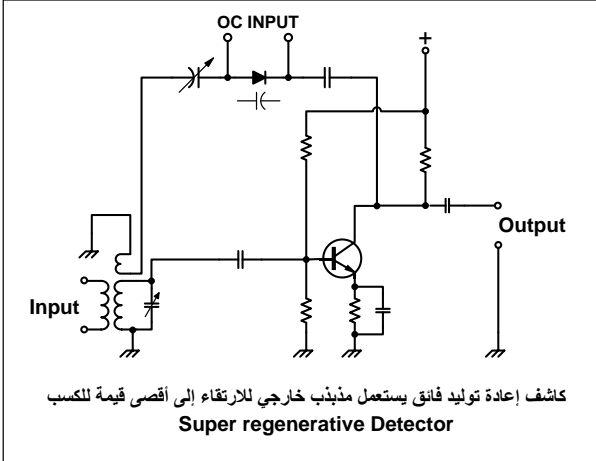 OC INPUT
+
Output
Input
كاشف إعادة توليد فائق يستعمل مذبذب خارجي للارتقاء إلى أقصى قيمة للكسب
Super regenerative Detector